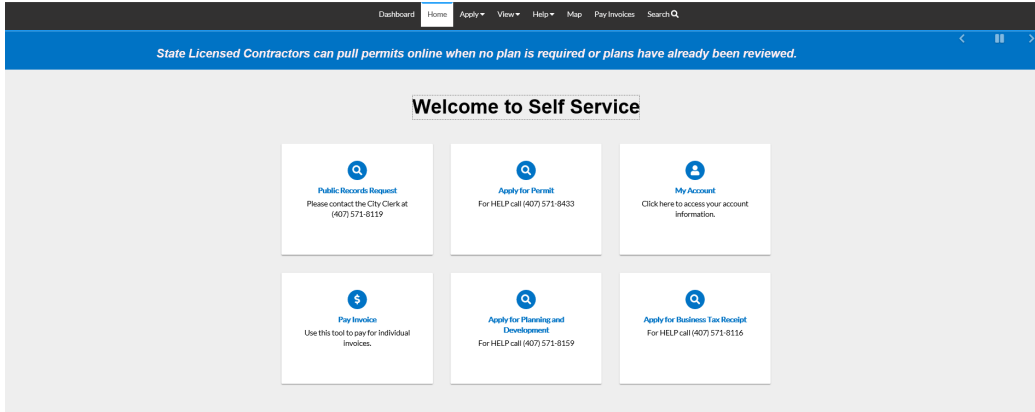 Dashboard Home Apply View Help Map Pay Invoices Search
State Licensed Contractors can pull permits online when no plan is required or plans have already been reviewed.
Welcome to Self Service
Public Records Request
Please contact the City Clerk at
(407) 571-8119
Apply for Permit
For HELP call (407) 571-8433
My Account
Click here to access your account
information.
Pay Invoice
Use this tool to pay for individual
invoices.
Apply for Planning and
Development
For HELP call (407) 571-8159
Apply for Business Tax Receipt
For HELP call (407) 571-8116